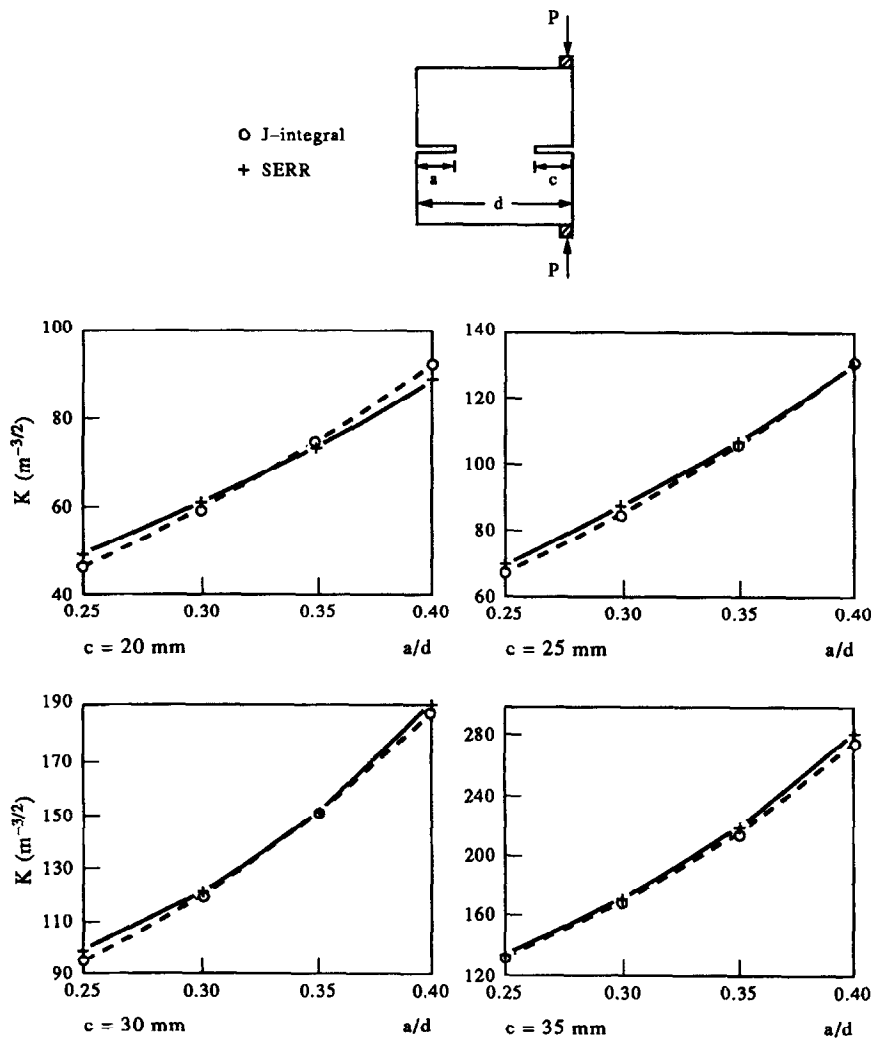 P
o J-integral
+ SERR
a
c
d
P
100
80
60
40
K (m⁻³/²)
0.25 0.30 0.35 0.40
c = 20 mm a/d
140
120
100
80
60
0.25 0.30 0.35 0.40
c = 25 mm a/d
190
170
150
130
110
90
K (m⁻³/²)
0.25 0.30 0.35 0.40
c = 30 mm a/d
280
240
200
160
120
0.25 0.30 0.35 0.40
c = 35 mm a/d